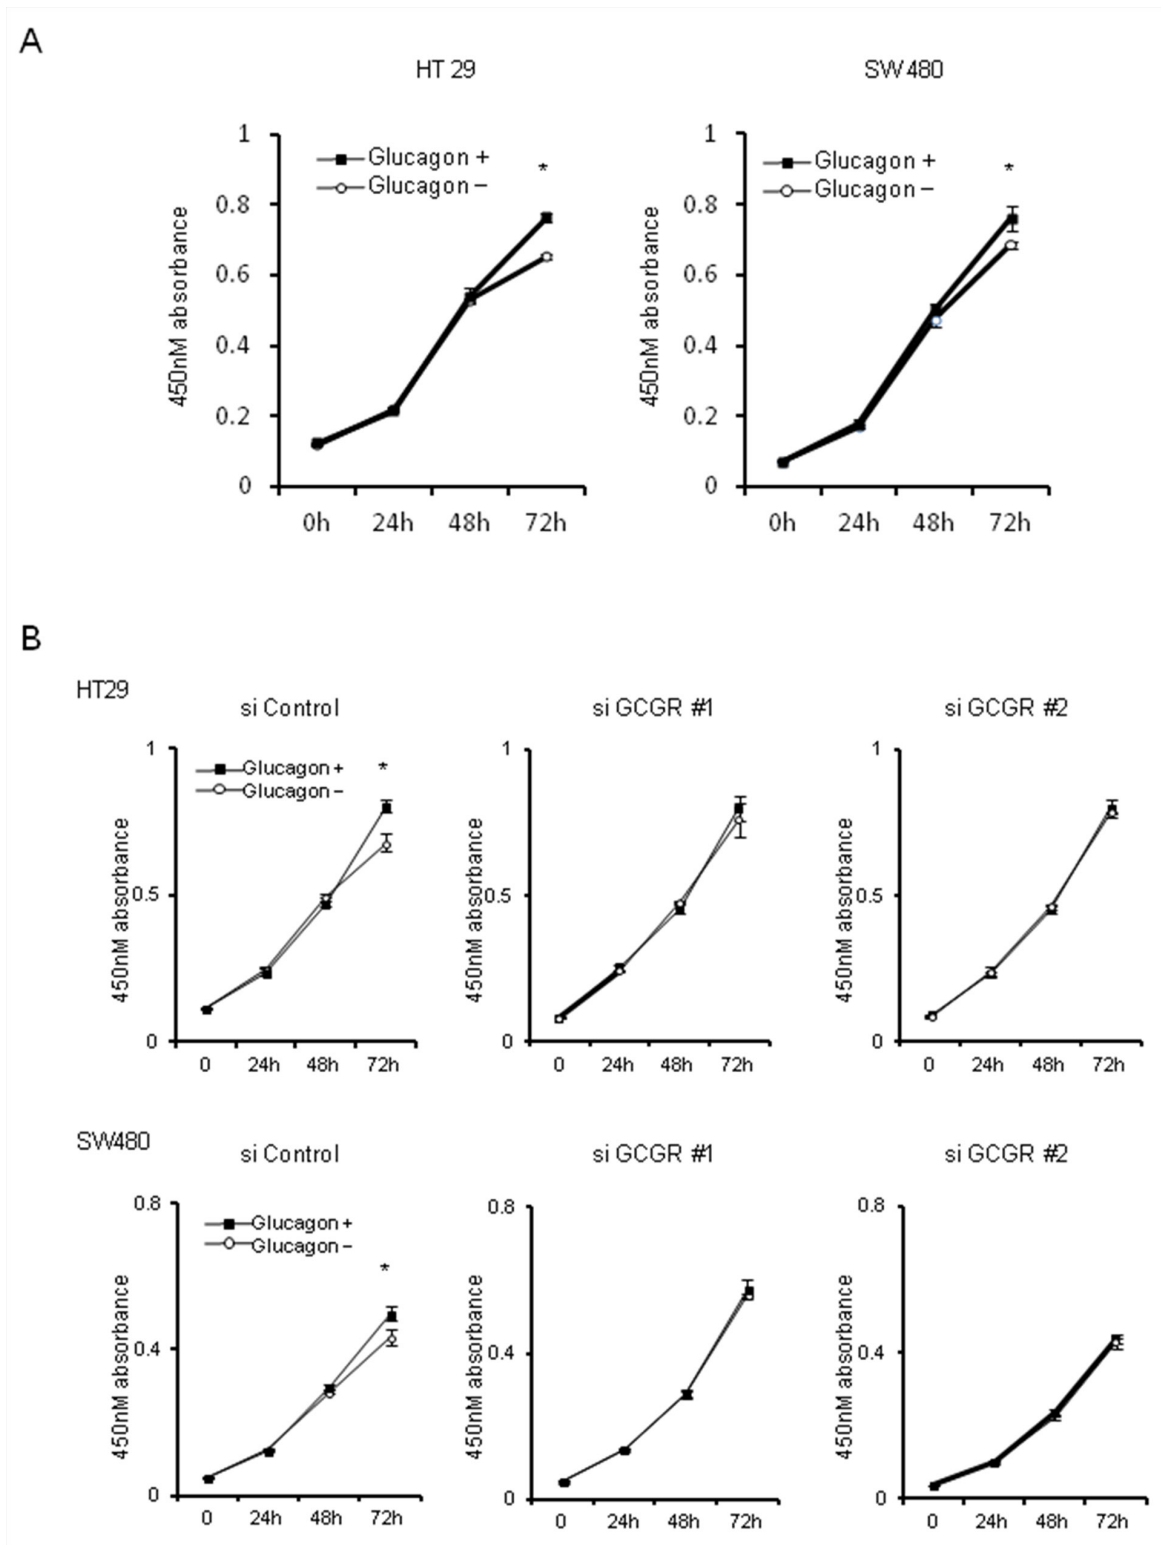 A
HT 29
SW 480
1
Glucagon +
Glucagon –
*
0.8
0.6
0.4
0.2
0
450nM absorbance
0h 24h 48h 72h
1
Glucagon +
Glucagon –
*
0.8
0.6
0.4
0.2
0
450nM absorbance
0h 24h 48h 72h
B
HT29
si Control
si GCGR #1
si GCGR #2
1
Glucagon +
Glucagon –
*
0.5
0
450nM absorbance
0 24h 48h 72h
1
0.5
0
450nM absorbance
0 24h 48h 72h
1
0.5
0
450nM absorbance
0 24h 48h 72h
SW480
si Control
si GCGR #1
si GCGR #2
0.8
Glucagon +
Glucagon –
*
0.4
0
450nM absorbance
0 24h 48h 72h
0.8
0.4
0
450nM absorbance
0 24h 48h 72h
0.8
0.4
0
450nM absorbance
0 24h 48h 72h